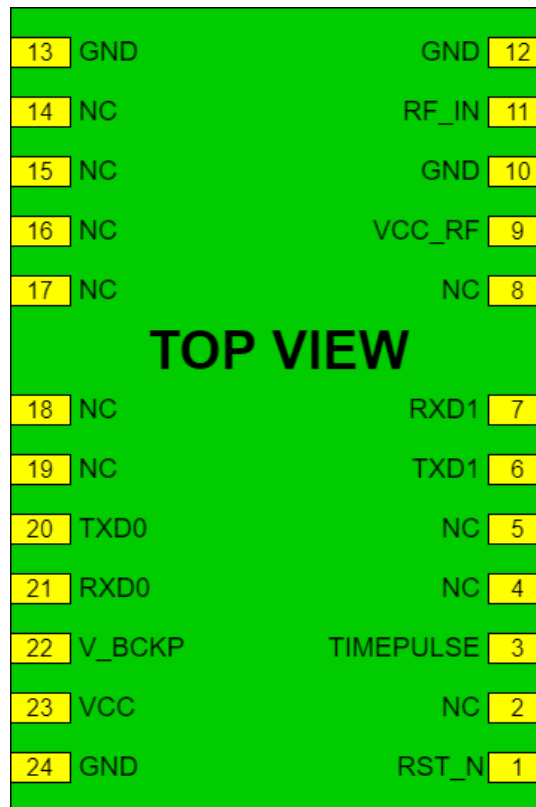 13 GND GND 12
14 NC RF_IN 11
15 NC GND 10
16 NC VCC_RF 9
17 NC NC 8
TOP VIEW
18 NC RXD1 7
19 NC TXD1 6
20 TXD0 NC 5
21 RXD0 NC 4
22 V_BCKP TIMEPULSE 3
23 VCC NC 2
24 GND RST_N 1